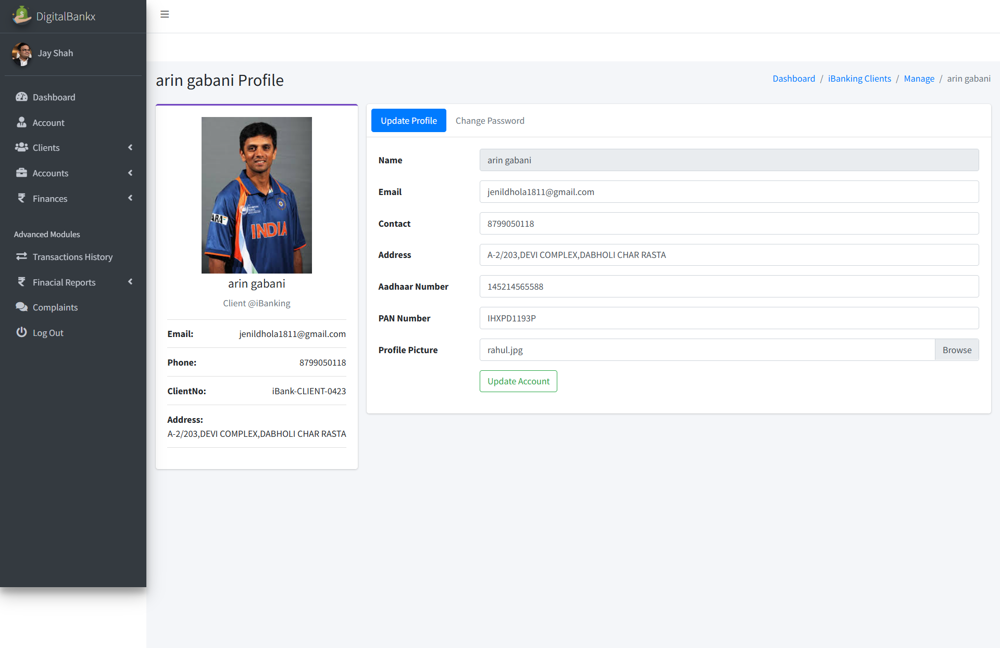 DigitalBankx
Jay Shah
Dashboard
Account
Clients
Accounts
Finances
Advanced Modules
Transactions History
Finacial Reports
Complaints
Log Out
arin gabani Profile
Dashboard / iBanking Clients / Manage / arin gabani
INDIA
arin gabani
Client @iBanking
Email: jenildhola1811@gmail.com
Phone: 8799050118
ClientNo: iBank-CLIENT-0423
Address:
A-2/203,DEVI COMPLEX,DABHOLI CHAR RASTA
Update Profile Change Password
Name arin gabani
Email jenildhola1811@gmail.com
Contact 8799050118
Address A-2/203,DEVI COMPLEX,DABHOLI CHAR RASTA
Aadhaar Number 145214565588
PAN Number IHXPD1193P
Profile Picture rahul.jpg Browse
Update Account